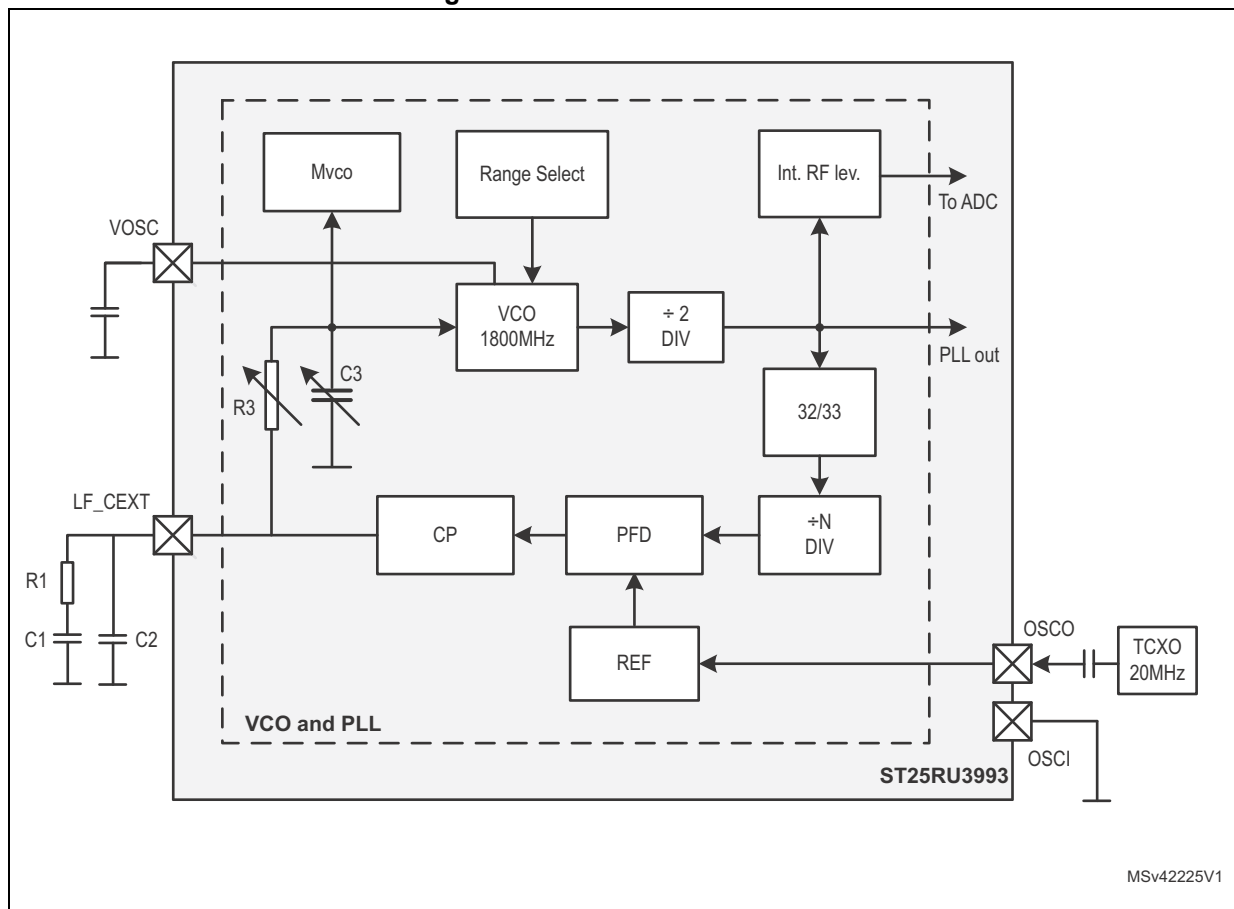 g
Mvco
Range Select
Int. RF lev.
To ADC
VOSC
VCO
1800MHz
÷ 2
DIV
PLL out
C3
R3
32/33
LF_CEXT
CP
PFD
÷N
DIV
R1
C1
C2
REF
OSCO
TCXO
20MHz
VCO and PLL
OSCI
ST25RU3993
MSv42225V1